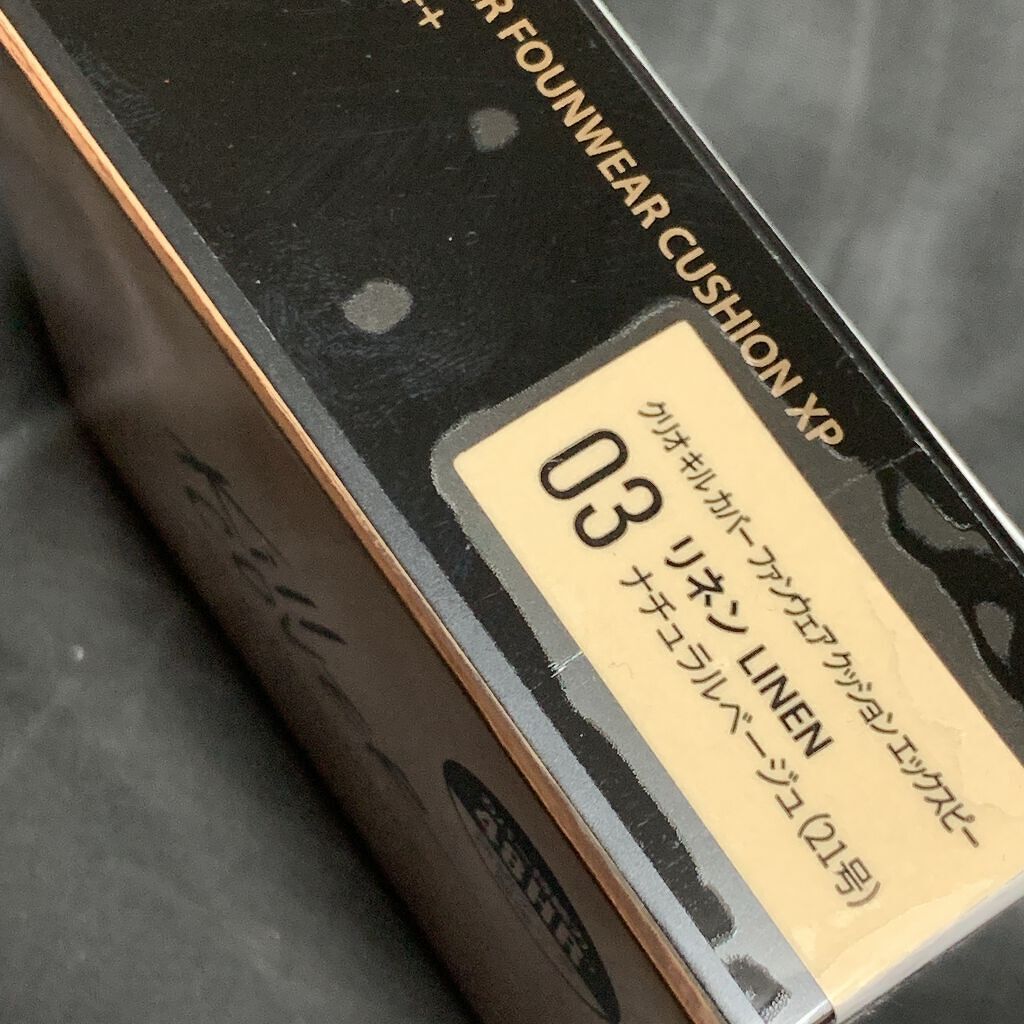 R FOUNWEAR CUSHION XP
++
クリオ キル カバー ファンウェア クッション エックスピー
03 リネン LINEN
ナチュラルベージュ (21号)
Kill
48HR